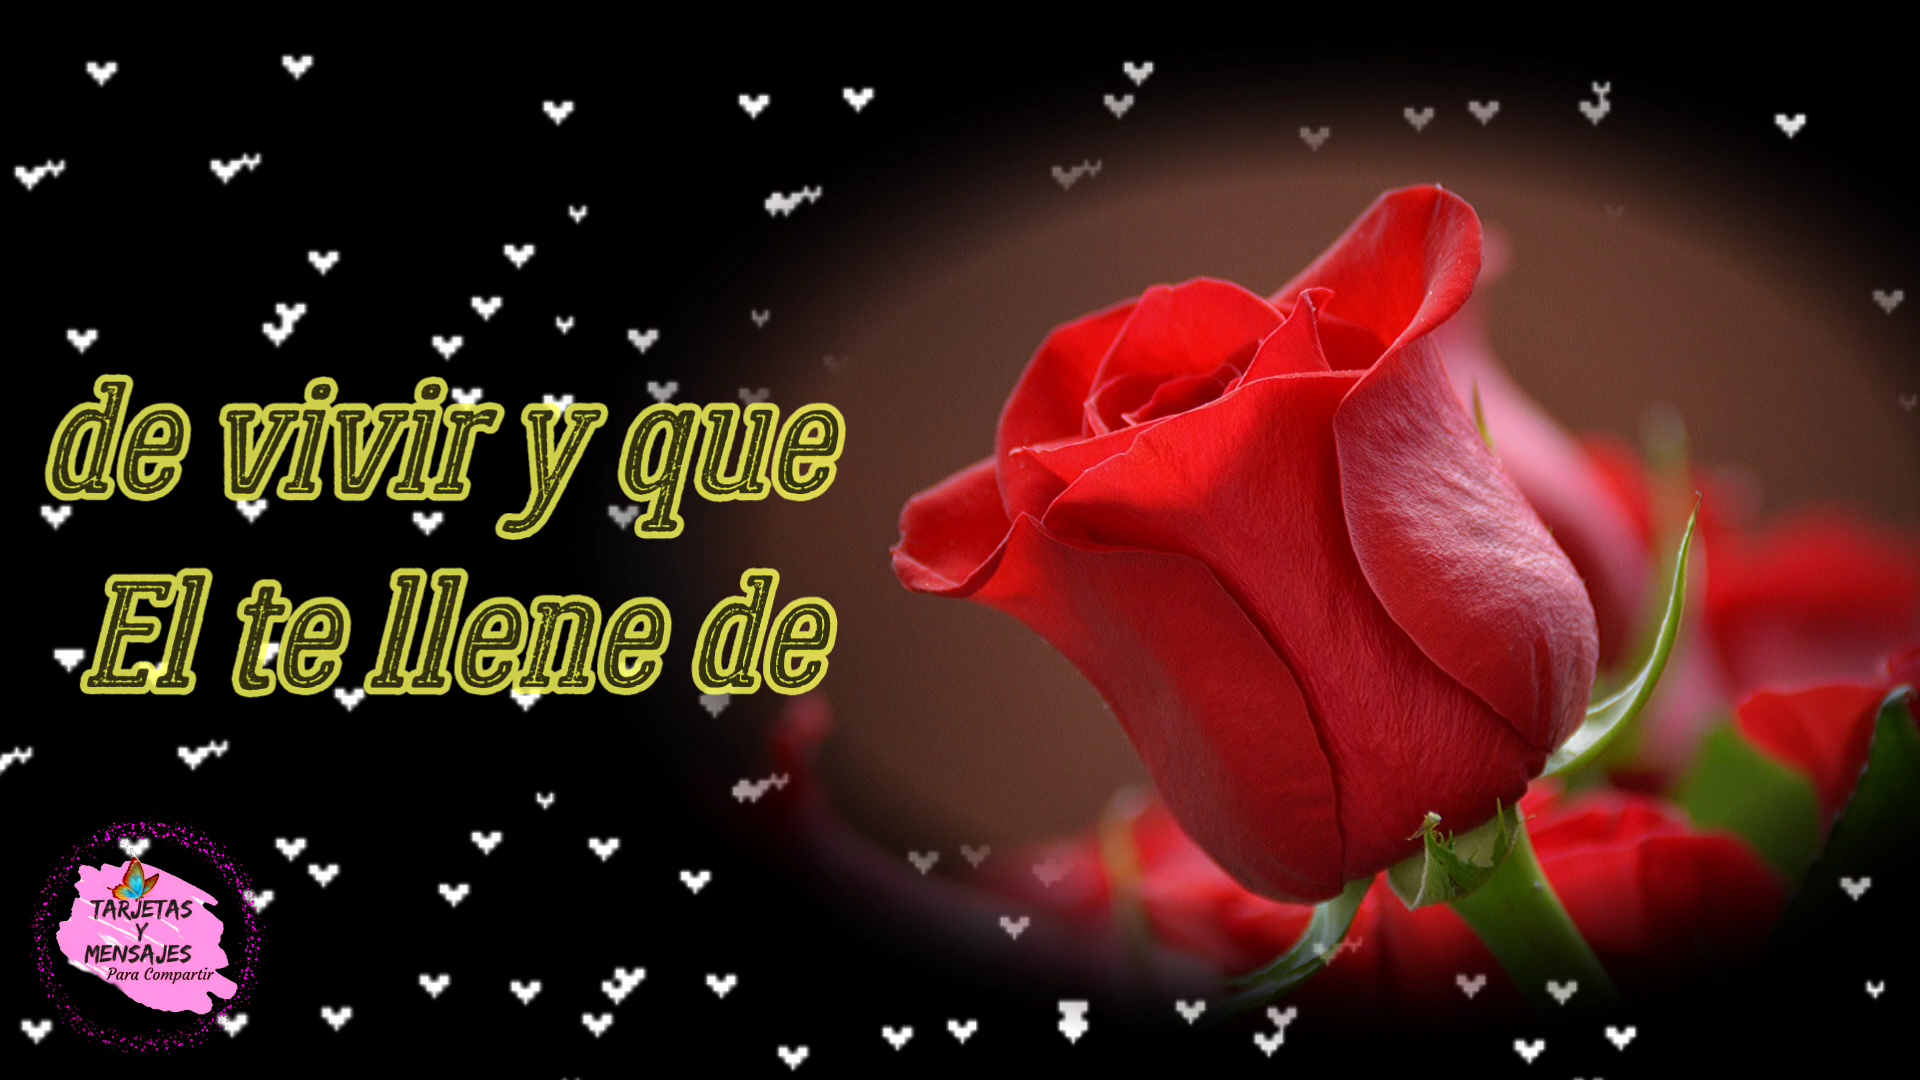 de vivir y que
El te llene de
TARJETAS
Y
MENSAJES
Para Compartir